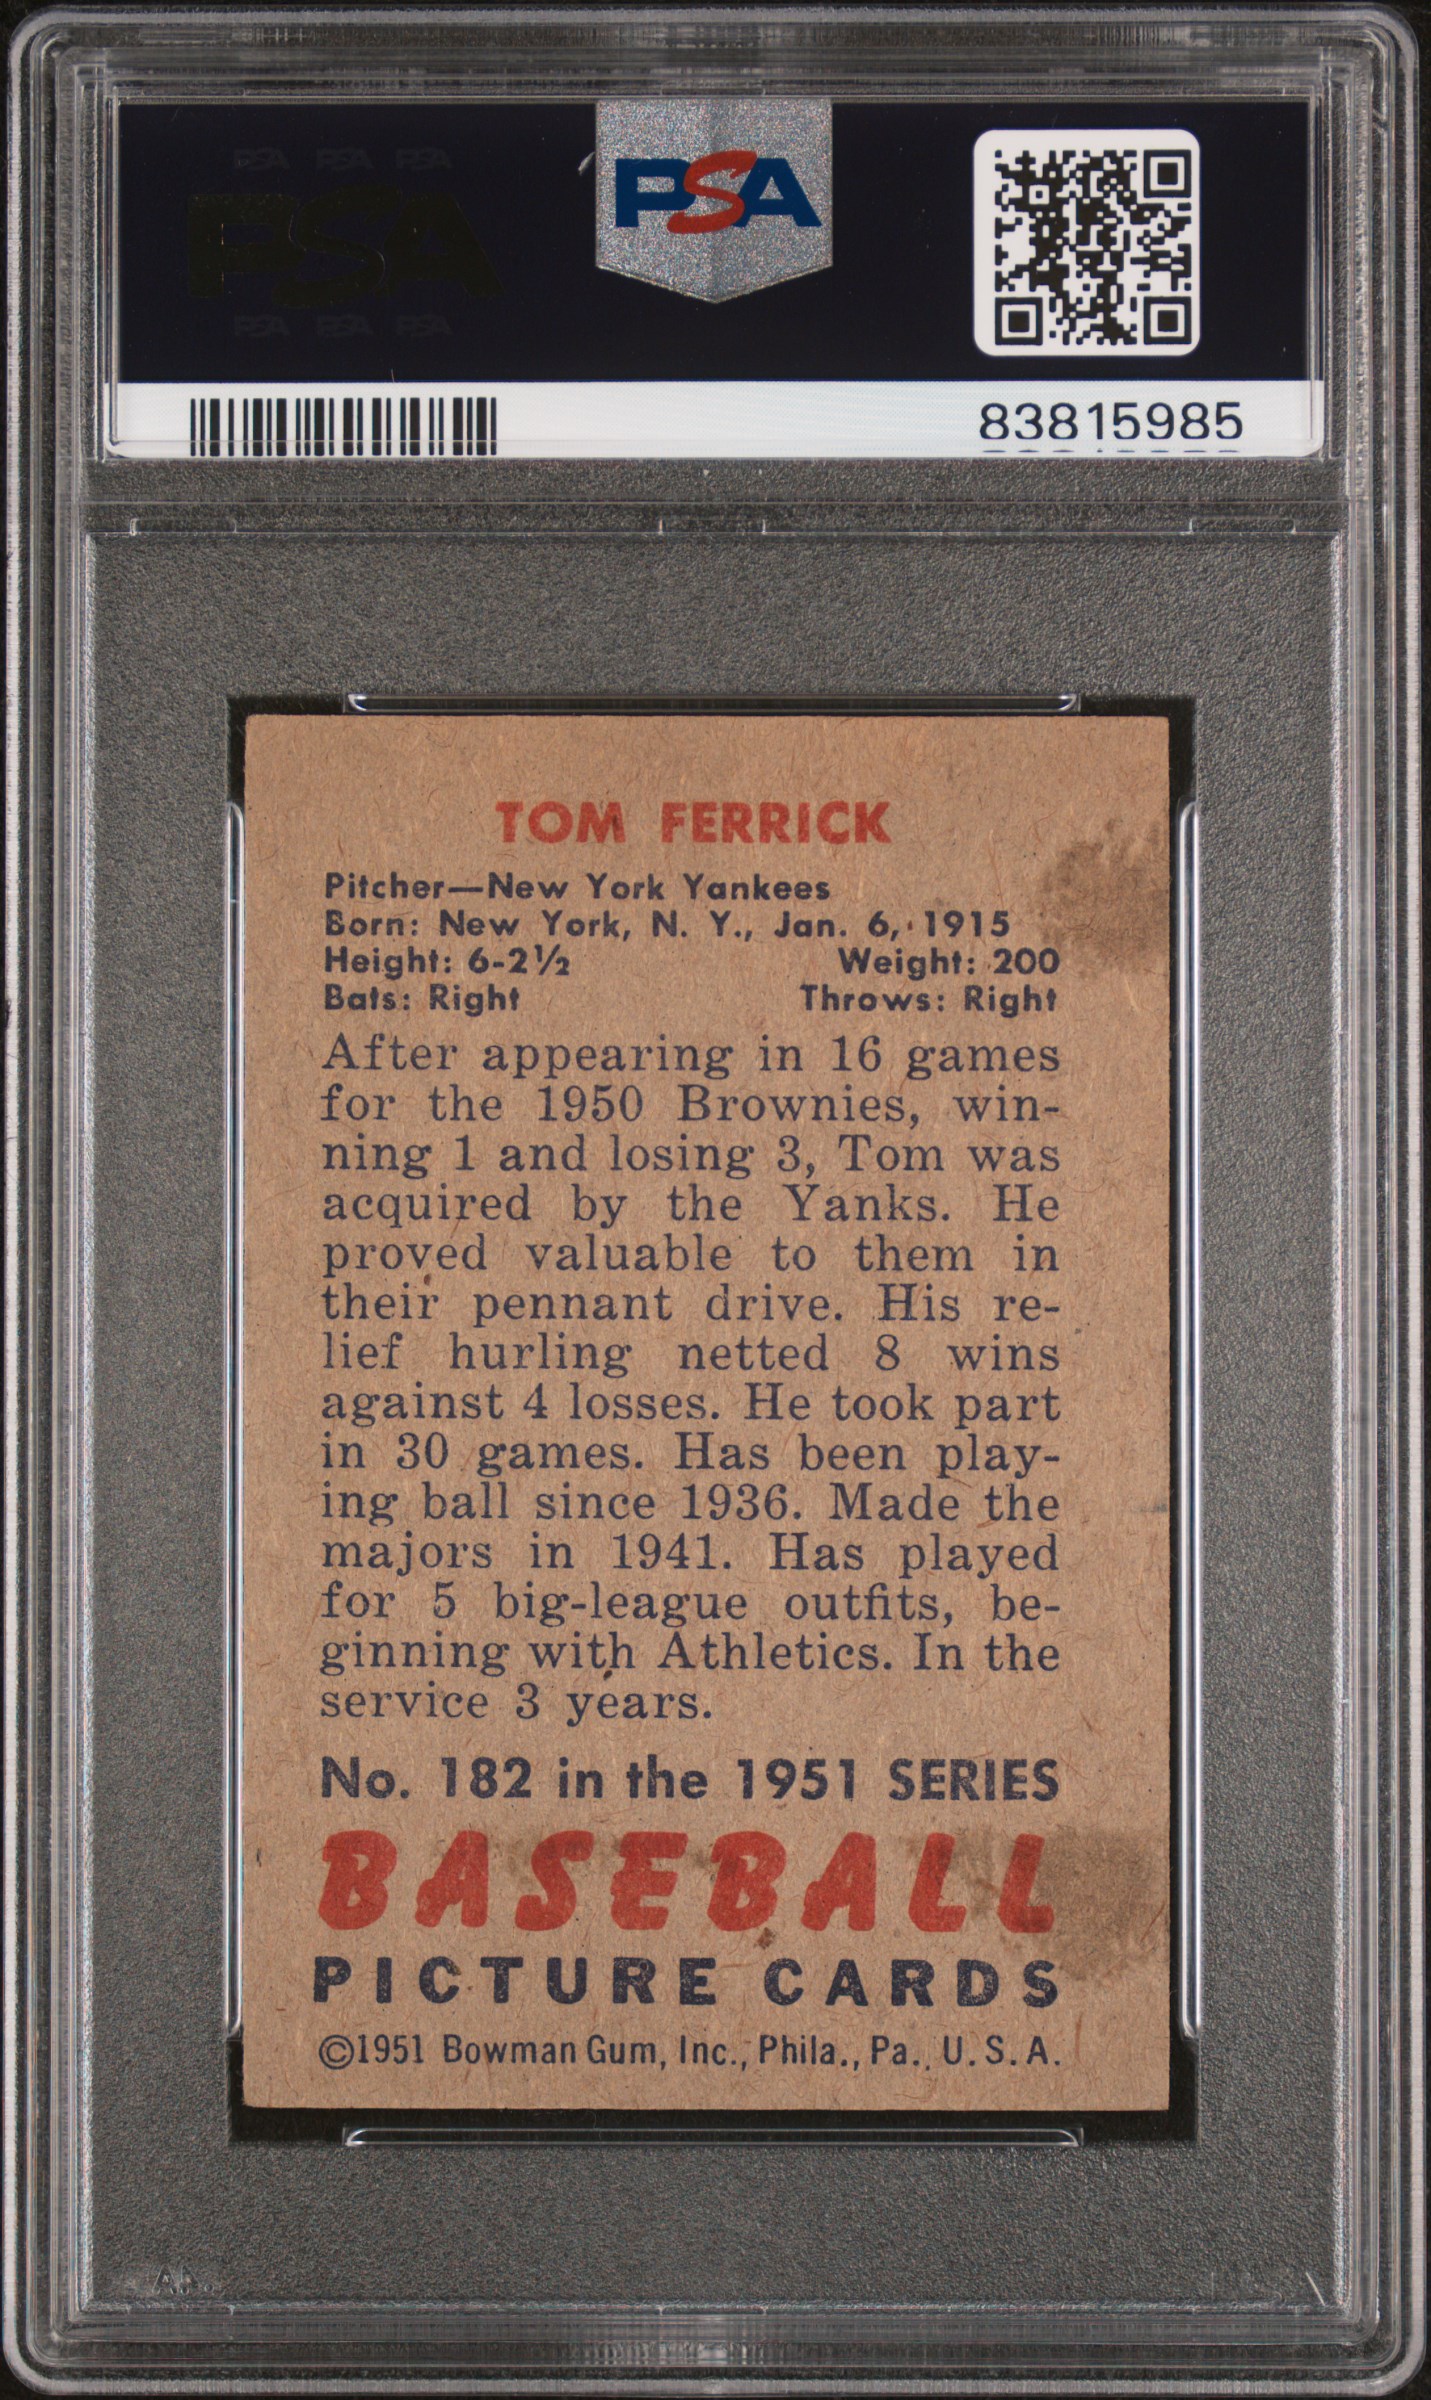 PSA PSA PSA
PSA
PSA PSA PSA
PSA
83815985
TOM FERRICK
Pitcher—New York Yankees
Born: New York, N. Y., Jan. 6, 1915
Height: 6-2½ Weight: 200
Bats: Right Throws: Right
After appearing in 16 games
for the 1950 Brownies, win-
ning 1 and losing 3, Tom was
acquired by the Yanks. He
proved valuable to them in
their pennant drive. His re-
lief hurling netted 8 wins
against 4 losses. He took part
in 30 games. Has been play-
ing ball since 1936. Made the
majors in 1941. Has played
for 5 big-league outfits, be-
ginning with Athletics. In the
service 3 years.
No. 182 in the 1951 SERIES
BASEBALL
PICTURE CARDS
©1951 Bowman Gum, Inc., Phila., Pa., U. S. A.